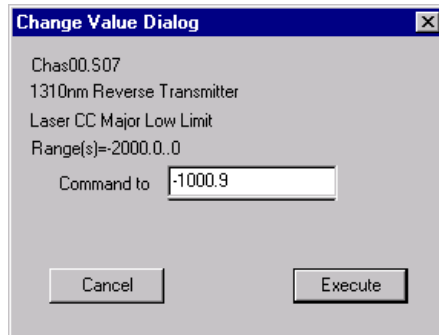 Change Value Dialog
Chas00.S07
1310nm Reverse Transmitter
Laser CC Major Low Limit
Range(s)=-2000.0..0
Command to -1000.9
Cancel Execute